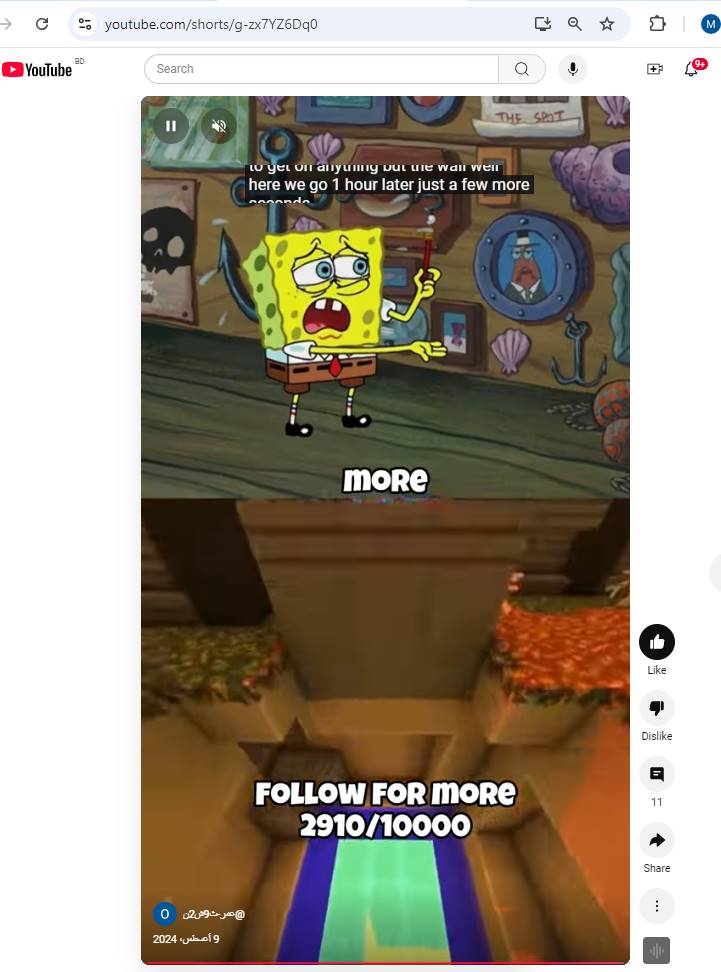 youtube.com/shorts/g-zx7YZ6Dq0
M
YouTube
BD
Search
9+
THE SPOT
to get on anything but the wall well
here we go 1 hour later just a few more
seconds
more
FOLLOW FOR more
2910/10000
O
9 أغسطس، 2024
Like
Dislike
11
Share